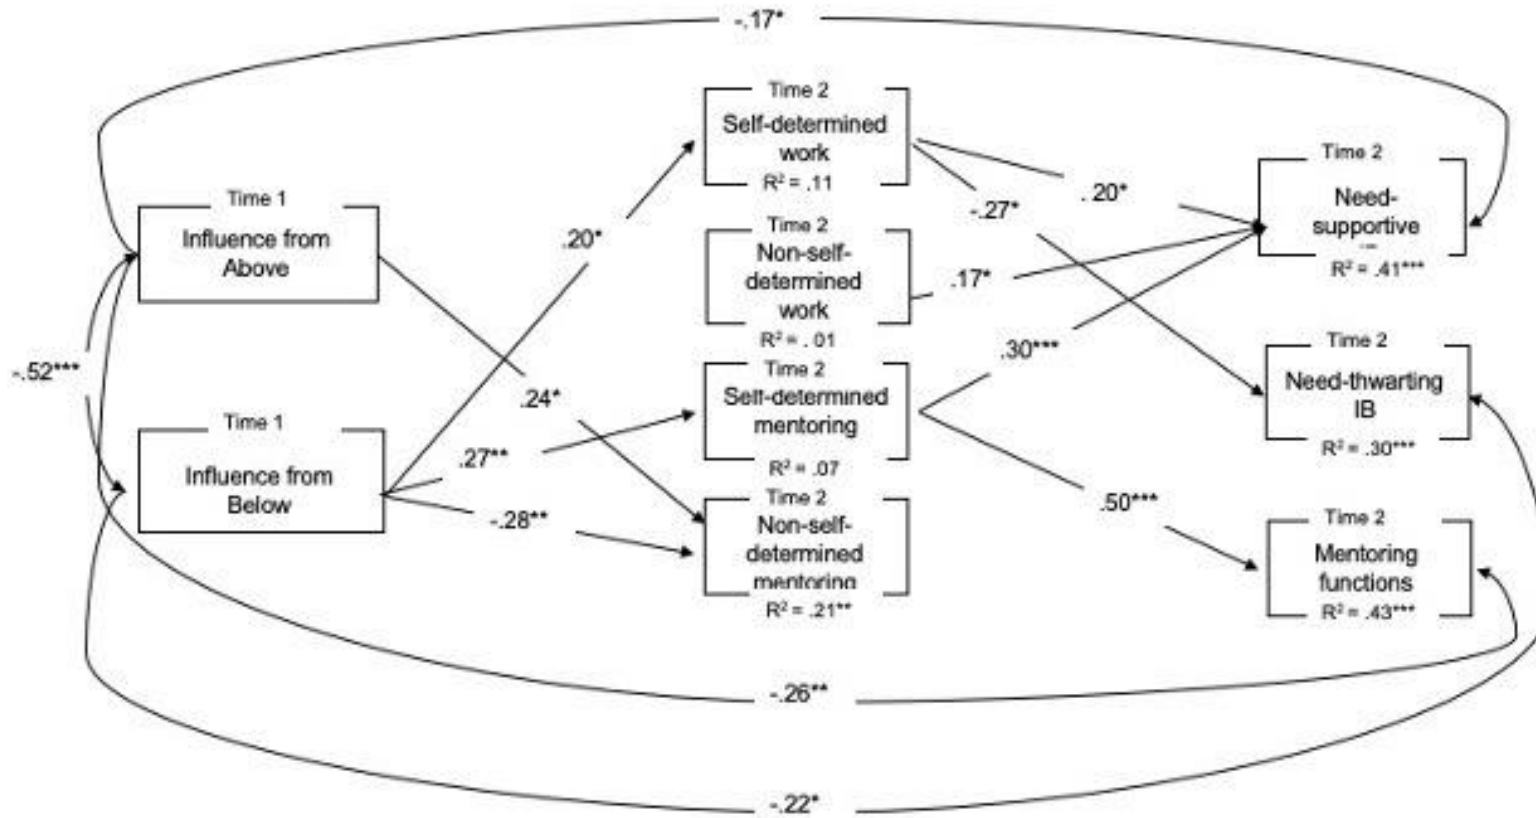 -.17*
Time 1
Influence from
Above
-.52***
Time 1
Influence from
Below
.20*
.24*
.27**
-.28**
Time 2
Self-determined
work
R² = .11
Time 2
Non-self-
determined
work
R² = . 01
Time 2
Self-determined
mentoring
R² = .07
Time 2
Non-self-
determined
mentoring
R² = .21**
. 20*
-.27*
.17*
.30***
.50***
Time 2
Need-
supportive
R² = .41***
Time 2
Need-thwarting
IB
R² = .30***
Time 2
Mentoring
functions
R² = .43***
-.26**
-.22*